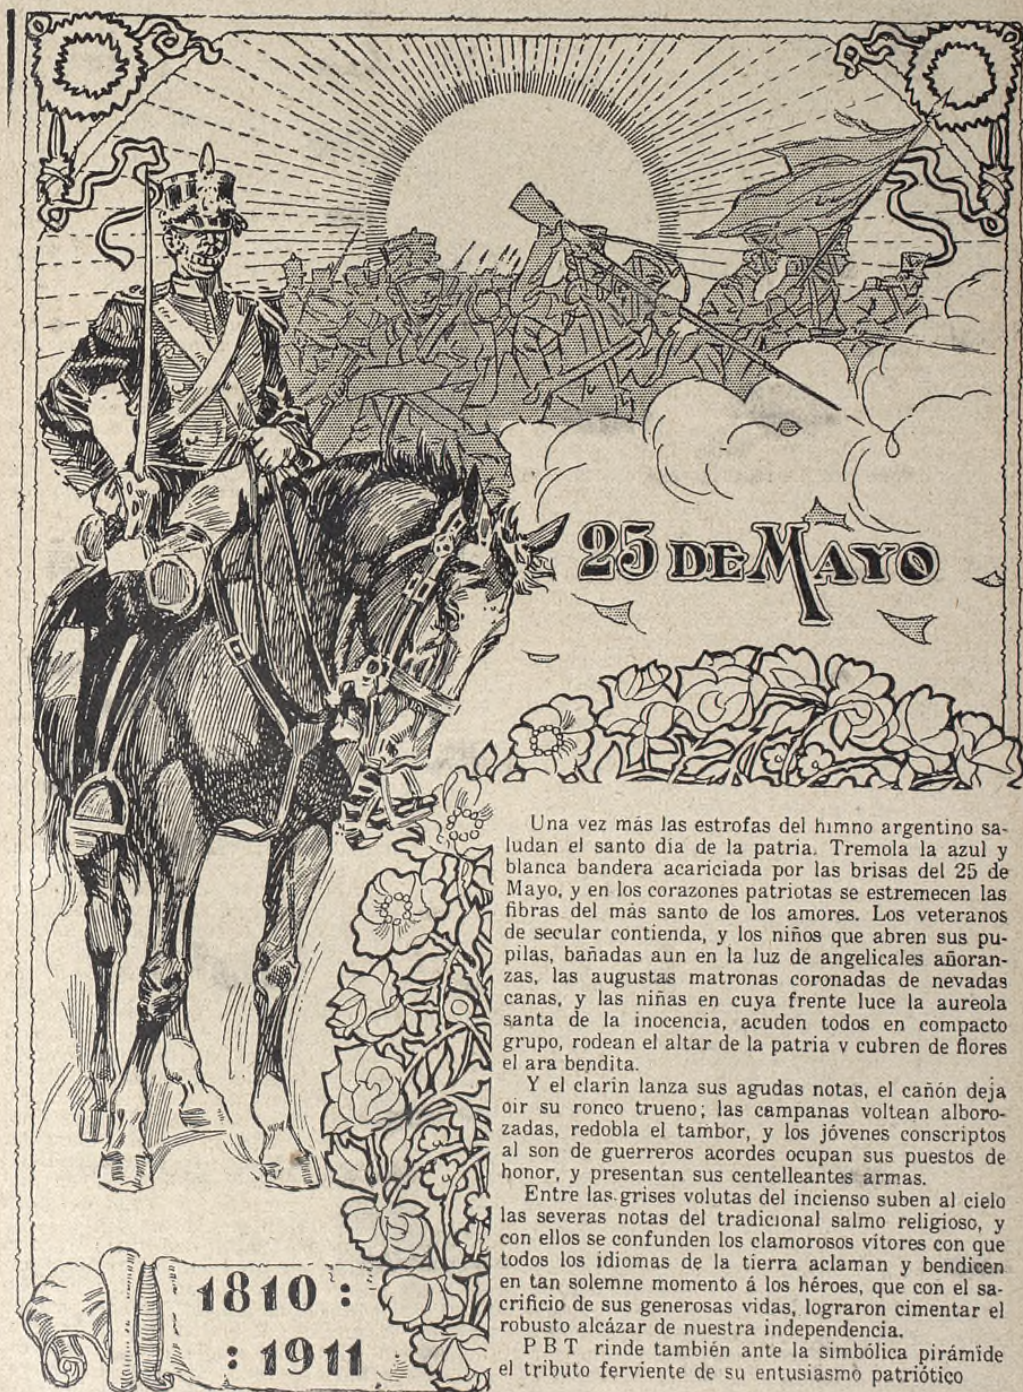 25 DE MAYO
Una vez más las estrofas del himno argentino sa-
ludan el santo dia de la patria. Tremola la azul y
blanca bandera acariciada por las brisas del 25 de
Mayo, y en los corazones patriotas se estremecen las
fibras del más santo de los amores. Los veteranos
de secular contienda, y los niños que abren sus pu-
pilas, bañadas aun en la luz de angelicales añoran-
zas, las augustas matronas coronadas de nevadas
canas, y las niñas en cuya frente luce la aureola
santa de la inocencia, acuden todos en compacto
grupo, rodean el altar de la patria y cubren de flores
el ara bendita.
Y el clarin lanza sus agudas notas, el cañón deja
oir su ronco trueno; las campanas voltean alboro-
zadas, redobla el tambor, y los jóvenes conscriptos
al son de guerreros acordes ocupan sus puestos de
honor, y presentan sus centelleantes armas.
Entre las grises volutas del incienso suben al cielo
las severas notas del tradicional salmo religioso, y
con ellos se confunden los clamorosos vítores con que
todos los idiomas de la tierra aclaman y bendicen
en tan solemne momento á los héroes, que con el sa-
crificio de sus generosas vidas, lograron cimentar el
robusto alcázar de nuestra independencia.
P B T rinde también ante la simbólica pirámide
el tributo ferviente de su entusiasmo patriótico
1810 :
: 1911